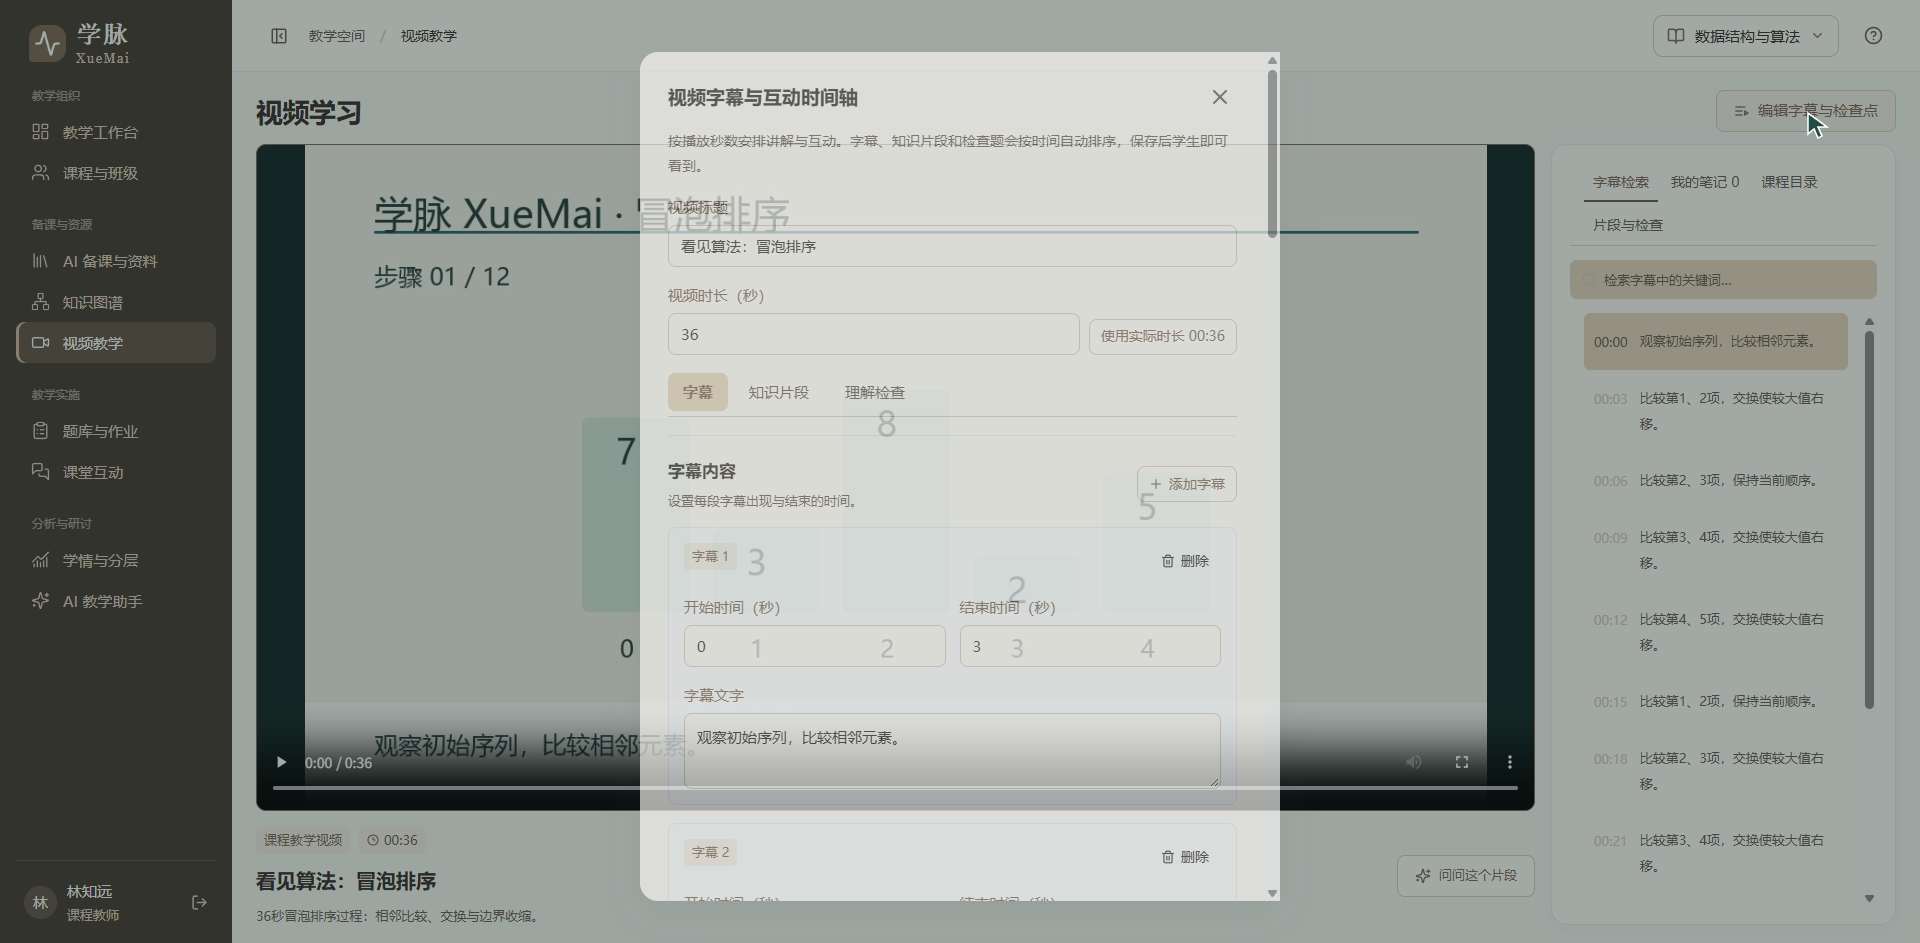 学脉
XueMai
教学组织
教学工作台
课程与班级
备课与资源
AI 备课与资料
知识图谱
视频教学
教学实施
题库与作业
课堂互动
分析与研讨
学情与分层
AI 教学助手
林
林知远
课程教师
教学空间 / 视频教学
数据结构与算法
视频学习
编辑字幕与检查点
学脉 XueMai · 冒泡排序
步骤 01 / 12
7
3
8
2
5
0
1
2
3
4
观察初始序列，比较相邻元素。
0:00 / 0:36
课程教学视频
00:36
看见算法：冒泡排序
36秒冒泡排序过程：相邻比较、交换与边界收缩。
问问这个片段
视频字幕与互动时间轴
按播放秒数安排讲解与互动。字幕、知识片段和检查题会按时间自动排序，保存后学生即可
看到。
视频标题
看见算法：冒泡排序
视频时长（秒）
36
使用实际时长 00:36
字幕
知识片段
理解检查
字幕内容
设置每段字幕出现与结束的时间。
添加字幕
字幕 1
删除
开始时间（秒）
结束时间（秒）
0
3
字幕文字
观察初始序列，比较相邻元素。
字幕 2
删除
开始时间（秒）
结束时间（秒）
字幕检索
我的笔记 0
课程目录
片段与检查
检索字幕中的关键词...
00:00 观察初始序列，比较相邻元素。
00:03 比较第1、2项，交换使较大值右
移。
00:06 比较第2、3项，保持当前顺序。
00:09 比较第3、4项，交换使较大值右
移。
00:12 比较第4、5项，交换使较大值右
移。
00:15 比较第1、2项，保持当前顺序。
00:18 比较第2、3项，交换使较大值右
移。
00:21 比较第3、4项，交换使较大值右
移。